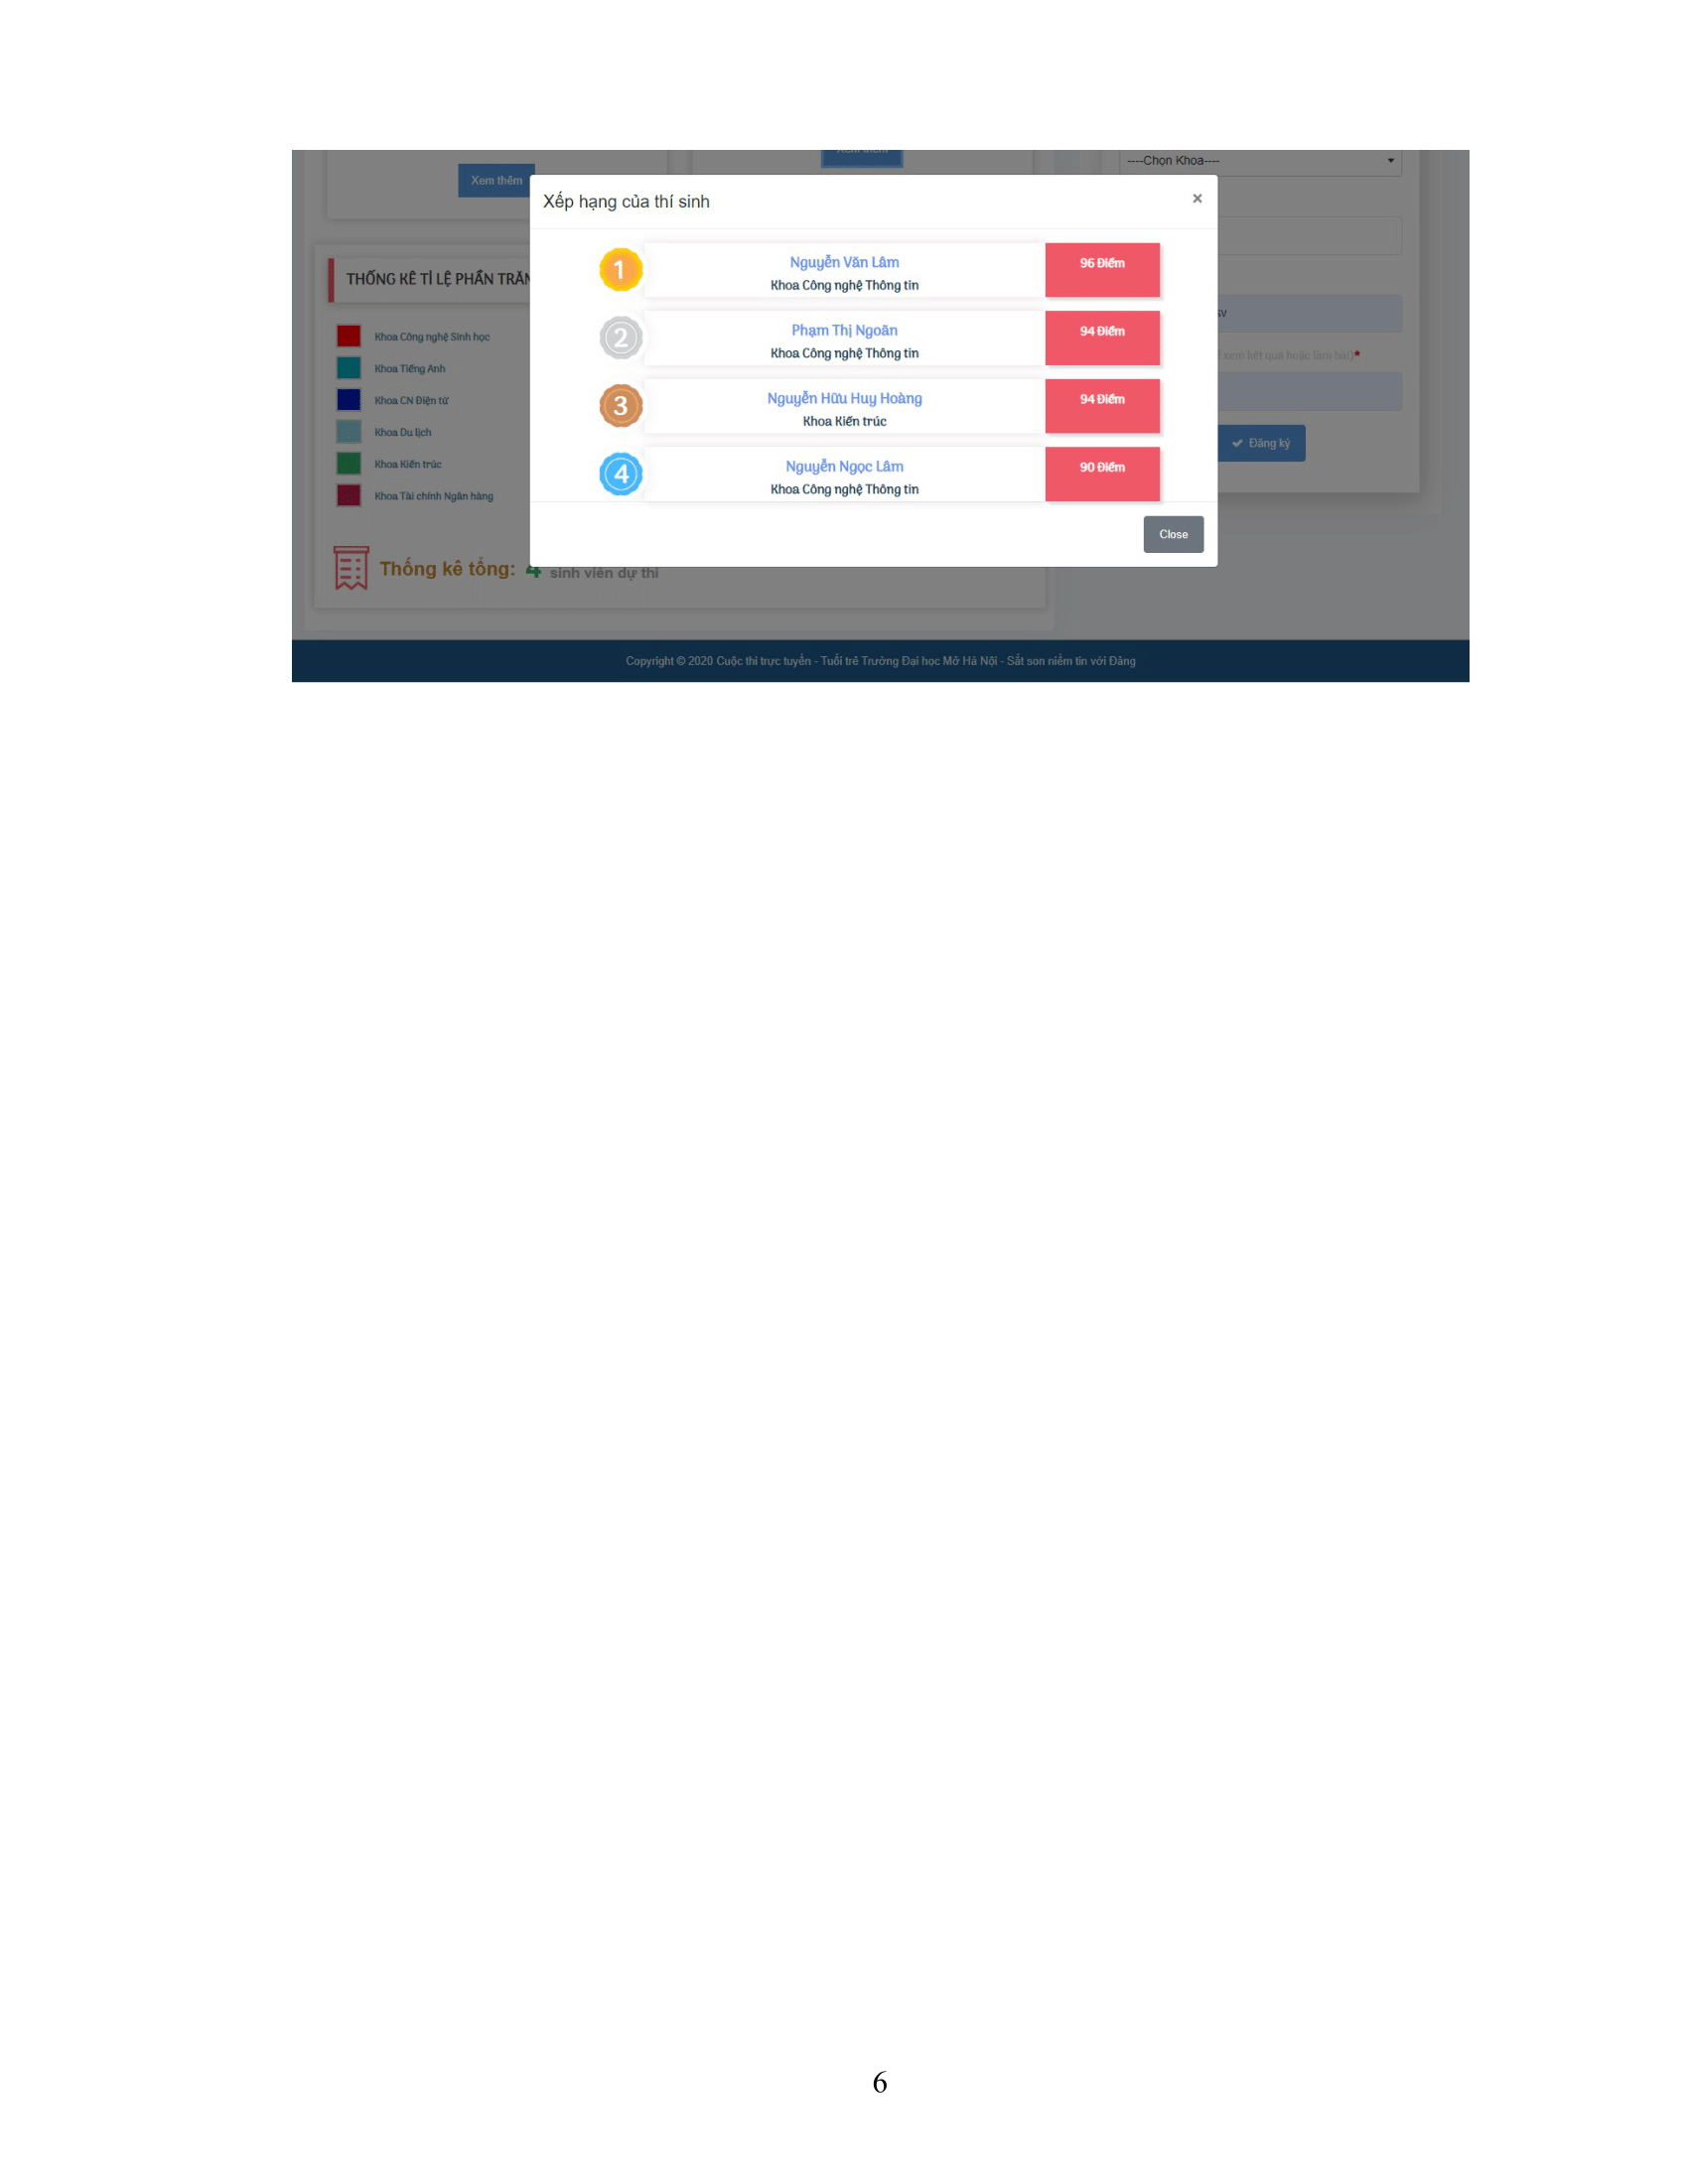 ----Chọn Khoa----
Xem thêm
Xếp hạng của thí sinh
×
1
Nguyễn Văn Lâm
96 Điểm
Khoa Công nghệ Thông tin
2
Phạm Thị Ngoãn
94 Điểm
Khoa Công nghệ Thông tin
3
Nguyễn Hữu Huy Hoàng
94 Điểm
Khoa Kiến trúc
4
Nguyễn Ngọc Lâm
90 Điểm
Khoa Công nghệ Thông tin
Close
THỐNG KÊ TỈ LỆ PHẦN TRĂM
Khoa Công nghệ Sinh học
Khoa Tiếng Anh
Khoa CN Điện tử
Khoa Du lịch
Khoa Kiến trúc
Khoa Tài chính Ngân hàng
Thống kê tổng: 4 sinh viên dự thi
sv
xem kết quả hoặc làm bài)*
Đăng ký
Copyright © 2020 Cuộc thi trực tuyến - Tuổi trẻ Trường Đại học Mở Hà Nội - Sắt son niềm tin với Đảng
6